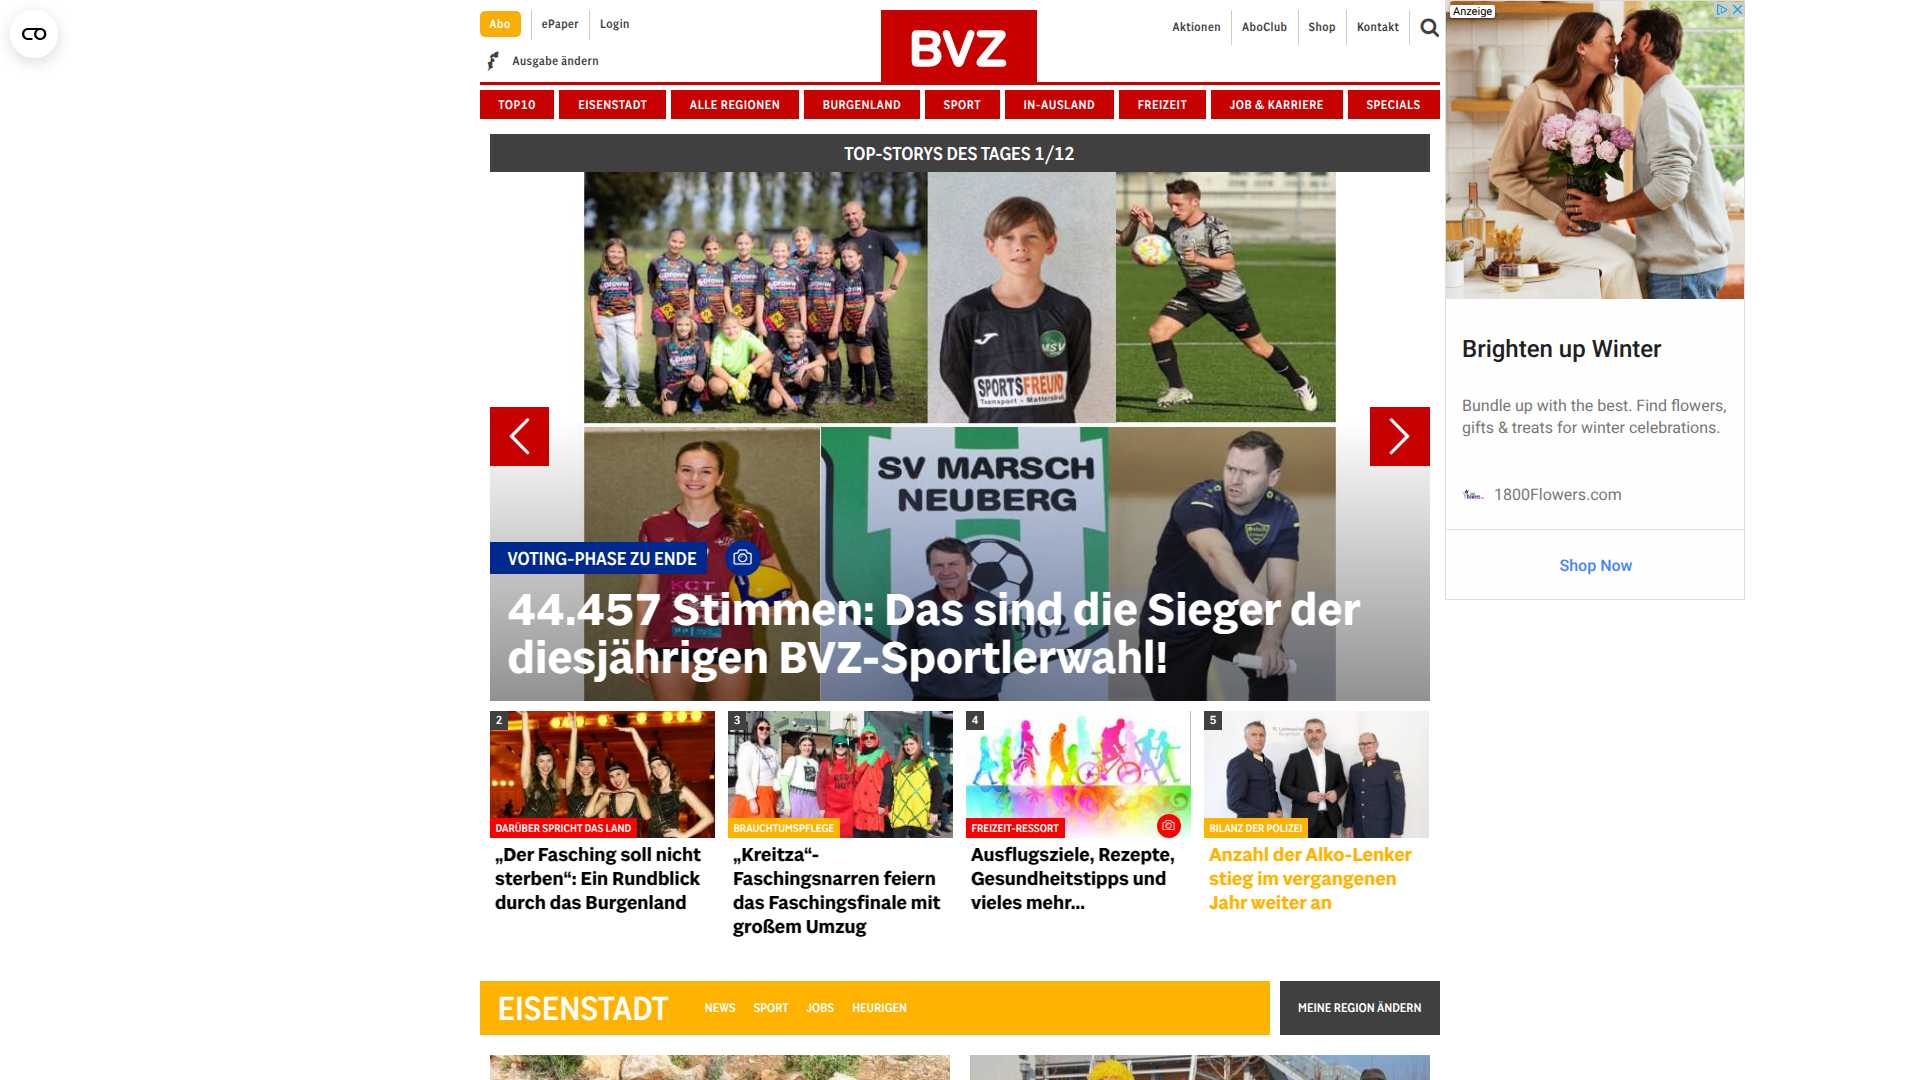 Abo
ePaper
Login
Ausgabe ändern
BVZ
Aktionen
AboClub
Shop
Kontakt
TOP10
EISENSTADT
ALLE REGIONEN
BURGENLAND
SPORT
IN-AUSLAND
FREIZEIT
JOB & KARRIERE
SPECIALS
TOP-STORYS DES TAGES 1/12
MSV
SPORTSFREUND
Transport - Mattersburg
SV MARSCH
NEUBERG
962
KGT
VOTING-PHASE ZU ENDE
44.457 Stimmen: Das sind die Sieger der
diesjährigen BVZ-Sportlerwahl!
2
DARÜBER SPRICHT DAS LAND
„Der Fasching soll nicht
sterben“: Ein Rundblick
durch das Burgenland
3
BRAUCHTUMSPFLEGE
„Kreitza“-
Faschingsnarren feiern
das Faschingsfinale mit
großem Umzug
4
FREIZEIT-RESSORT
Ausflugsziele, Rezepte,
Gesundheitstipps und
vieles mehr...
5
BILANZ DER POLIZEI
Anzahl der Alko-Lenker
stieg im vergangenen
Jahr weiter an
EISENSTADT
NEWS
SPORT
JOBS
HEURIGEN
MEINE REGION ÄNDERN
Anzeige
Brighten up Winter
Bundle up with the best. Find flowers,
gifts & treats for winter celebrations.
1800Flowers.com
Shop Now